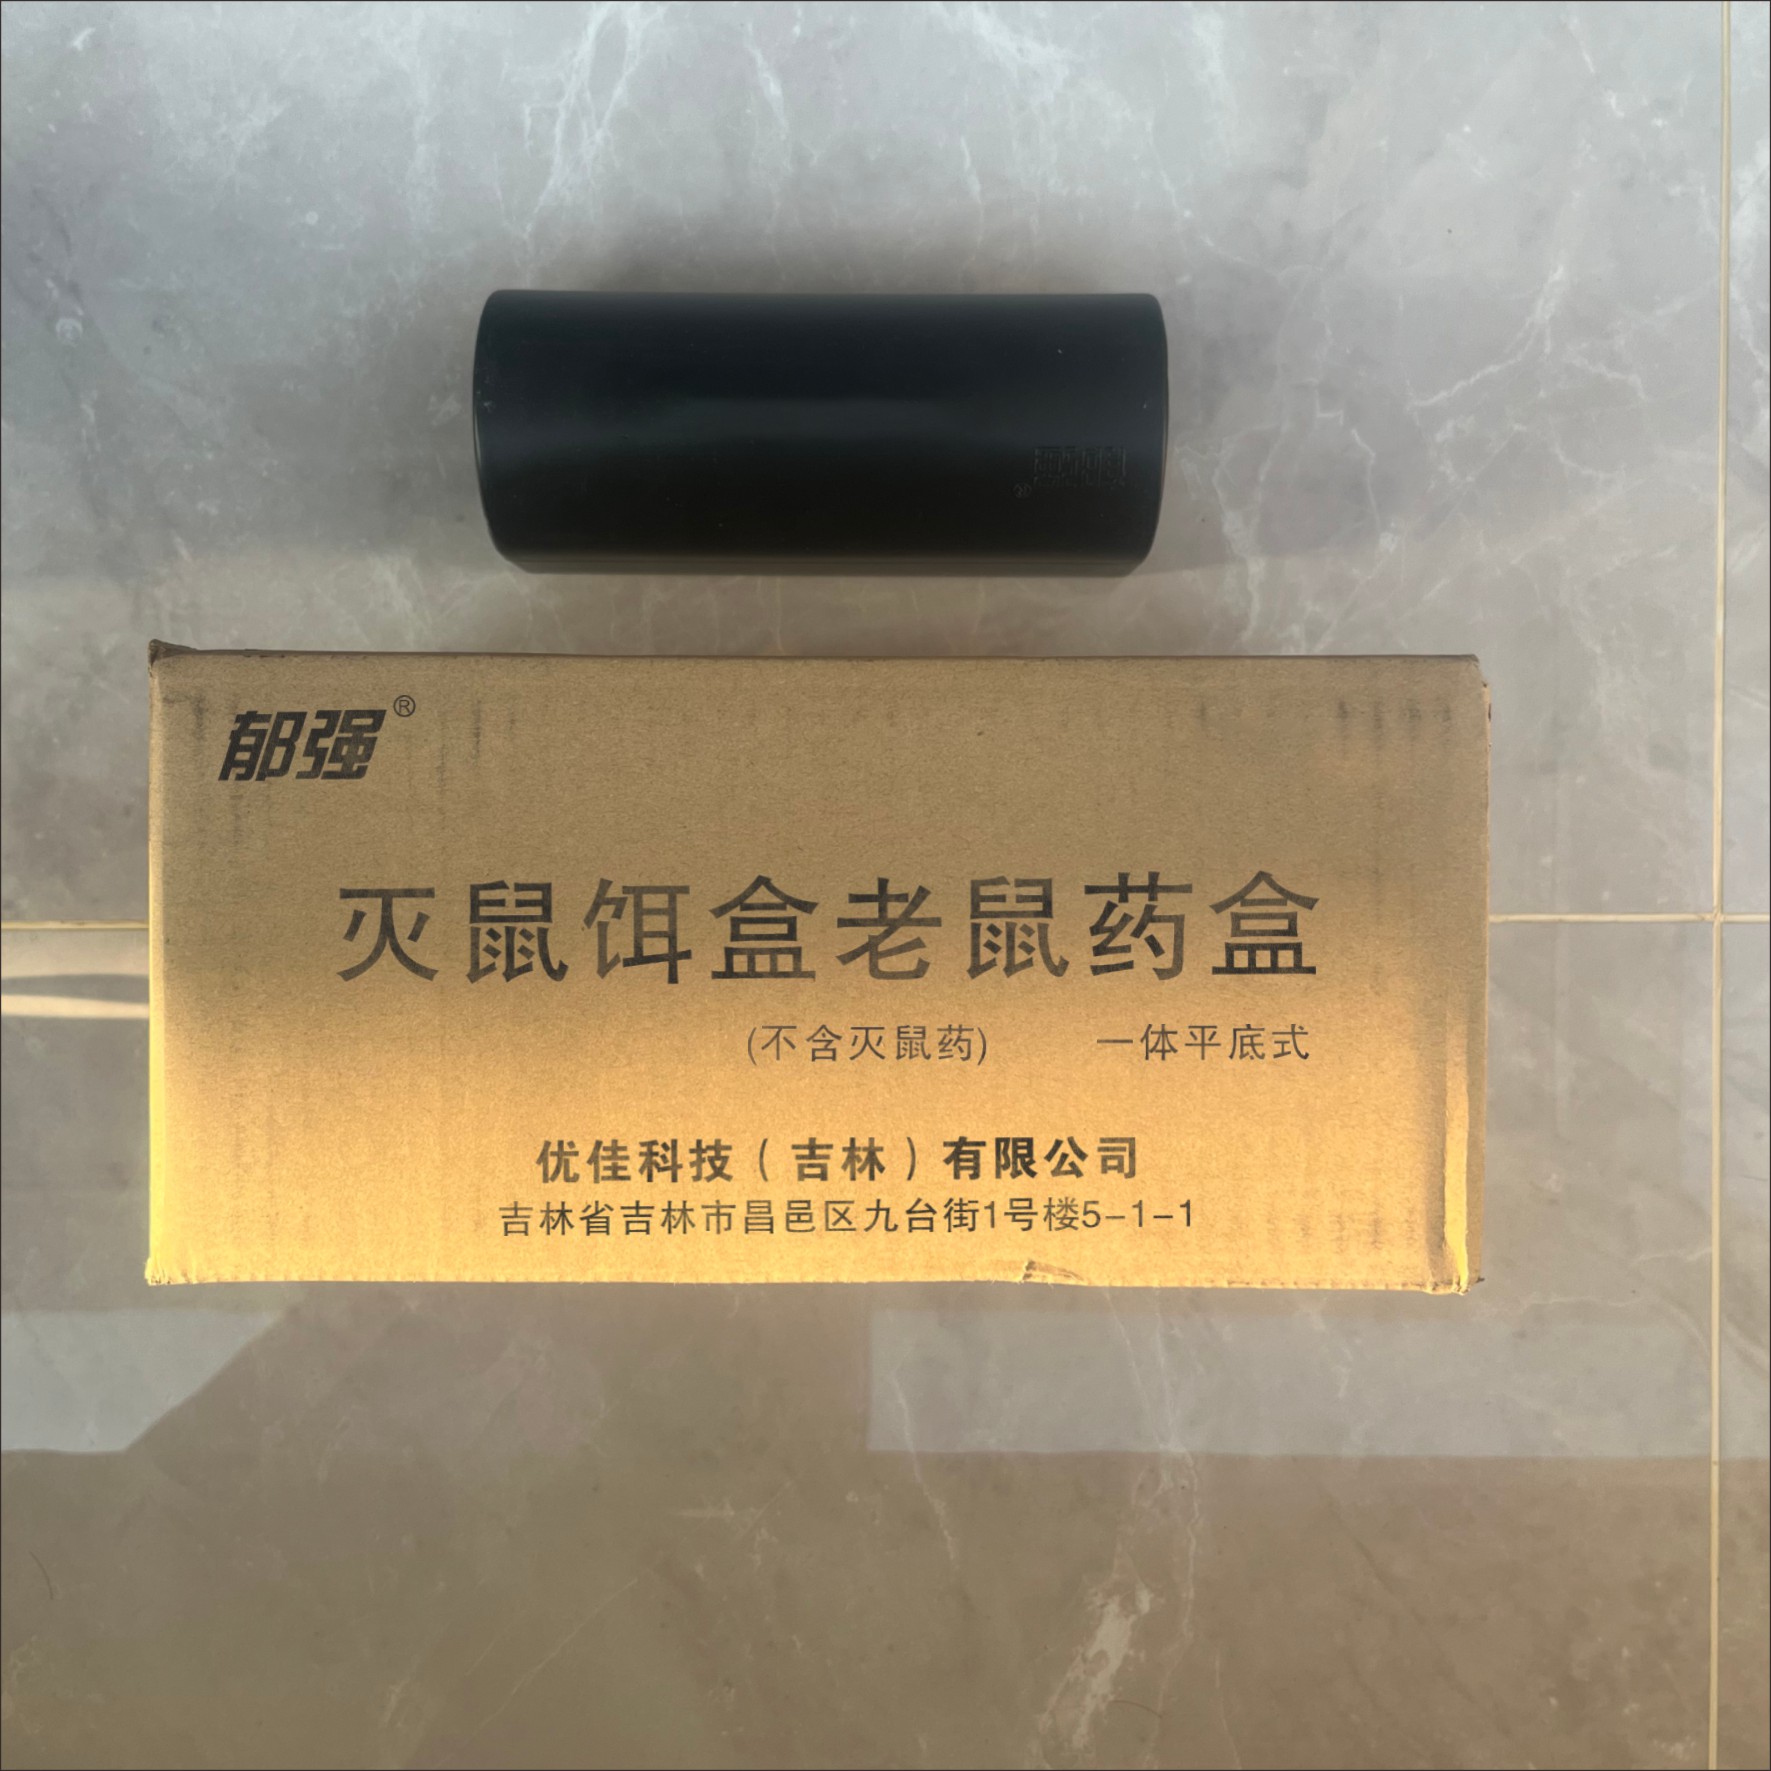 郁强®
灭鼠饵盒老鼠药盒
(不含灭鼠药) 一体平底式
优佳科技（吉林）有限公司
吉林省吉林市昌邑区九台街1号楼5-1-1